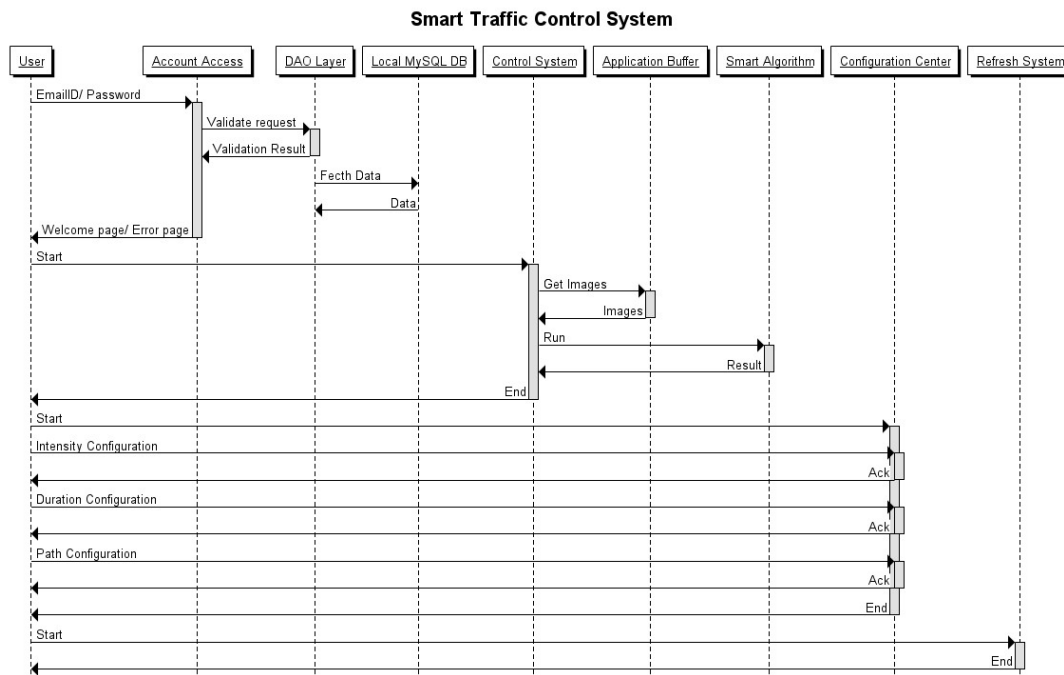 Smart Traffic Control System
User
Account Access
DAO Layer
Local MySQL DB
Control System
Application Buffer
Smart Algorithm
Configuration Center
Refresh System
EmailID/ Password
Validate request
Validation Result
Fecth Data
Data
Welcome page/ Error page
Start
Get Images
Images
Run
Result
End
Start
Intensity Configuration
Ack
Duration Configuration
Ack
Path Configuration
Ack
End
Start
End